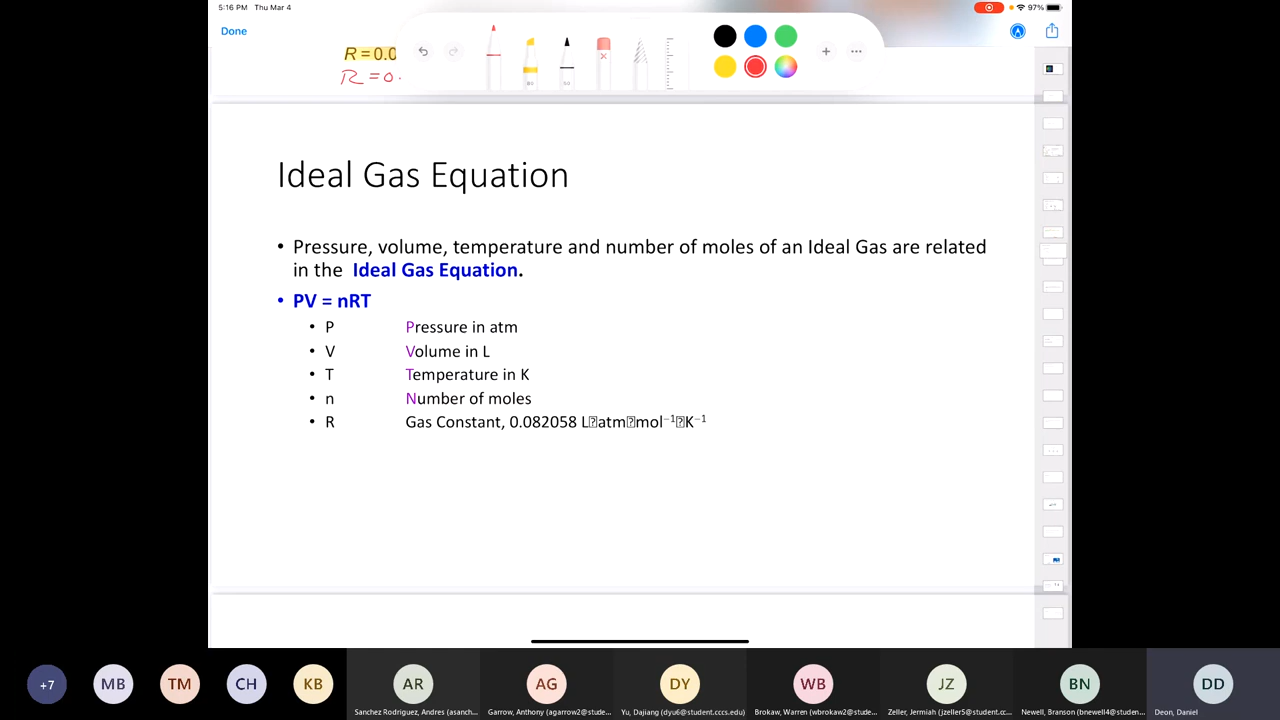 5:16 PM Thu Mar 4
97%
Done
R = 0.0
R = 0.
Ideal Gas Equation
• Pressure, volume, temperature and number of moles of an Ideal Gas are related
in the Ideal Gas Equation.
• PV = nRT
• P Pressure in atm
• V Volume in L
• T Temperature in K
• n Number of moles
• R Gas Constant, 0.082058 L⍰atm⍰mol⁻¹⍰K⁻¹
+7 MB TM CH KB AR AG DY WB JZ BN DD
Sanchez Rodriguez, Andres (asanch... Garrow, Anthony (agarrow2@stude... Yu, Dajiang (dyu6@student.cccs.edu) Brokaw, Warren (wbrokaw2@stude... Zeller, Jermiah (jzeller5@student.cc... Newell, Branson (bnewell4@studen... Deon, Daniel